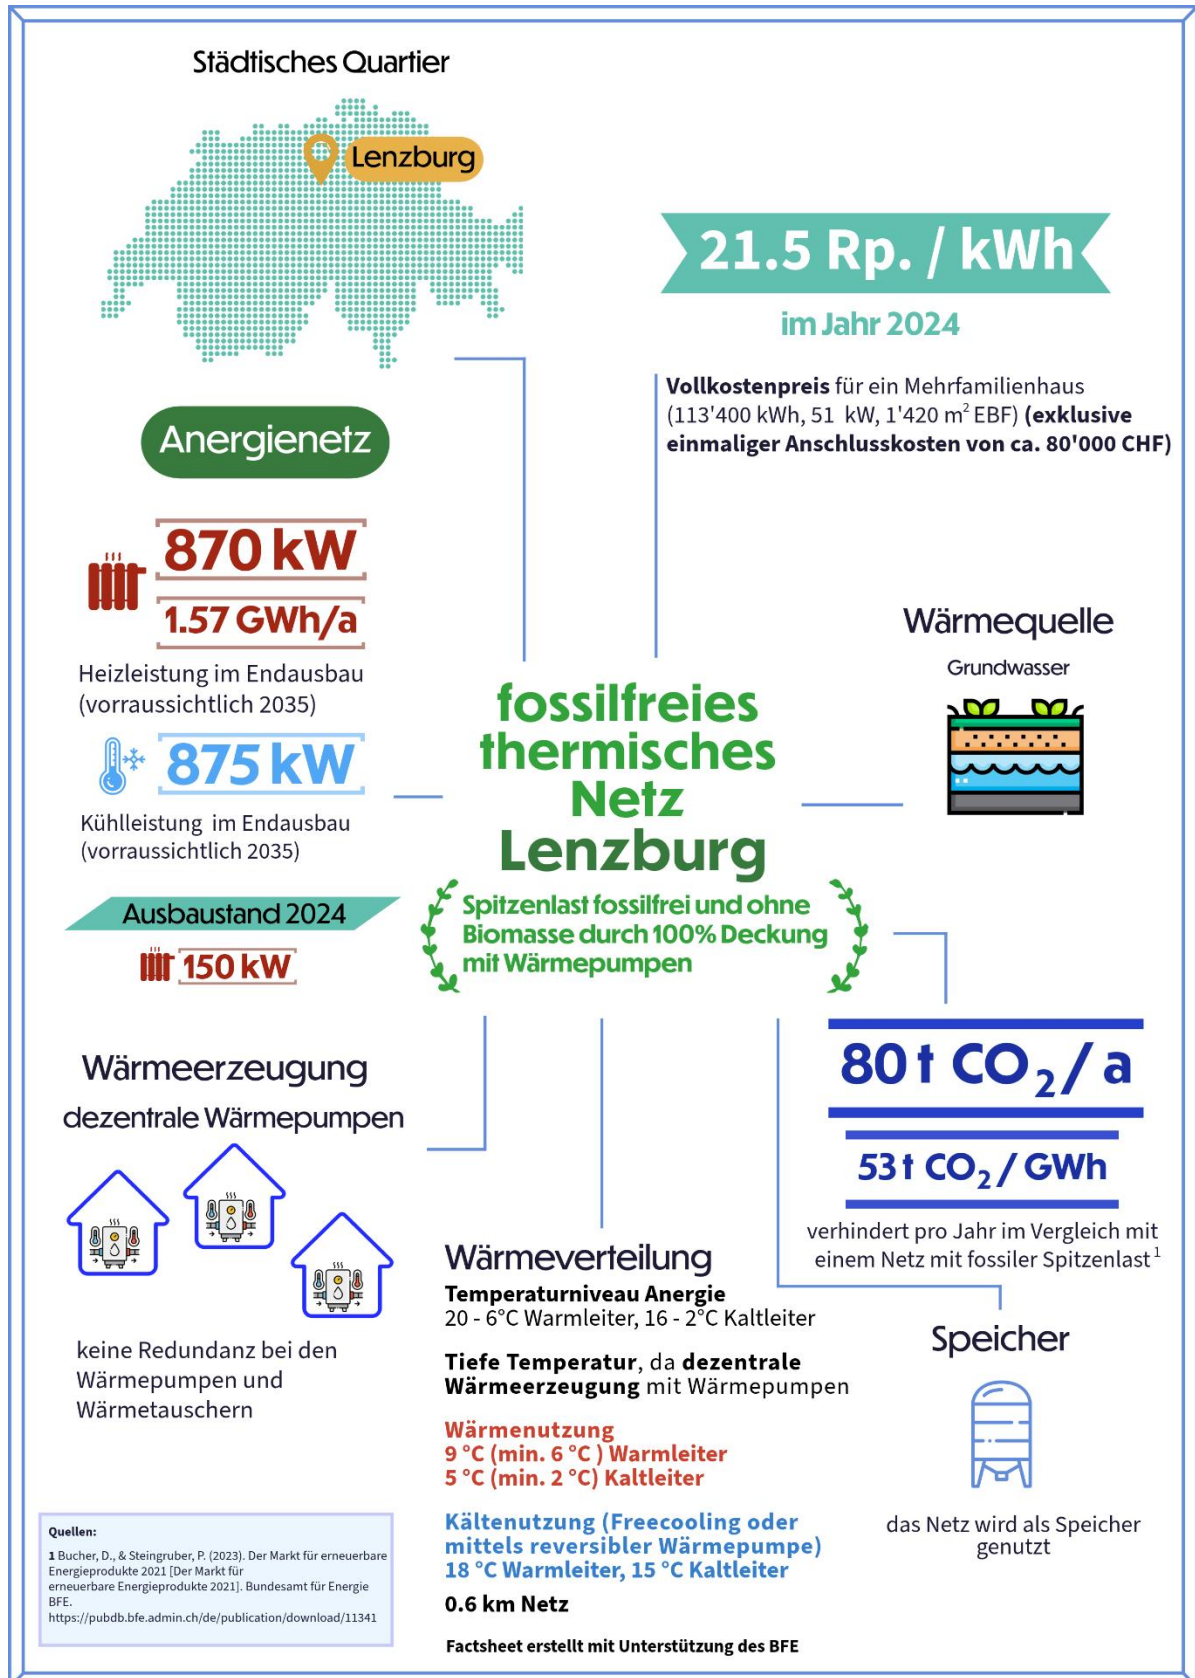 Städtisches Quartier
Lenzburg
21.5 Rp. / kWh
im Jahr 2024
Vollkostenpreis für ein Mehrfamilienhaus
(113'400 kWh, 51 kW, 1'420 m² EBF) (exklusive
einmaliger Anschlusskosten von ca. 80'000 CHF)
Anergienetz
870 kW
1.57 GWh/a
Heizleistung im Endausbau
(vorraussichtlich 2035)
875 kW
Kühlleistung im Endausbau
(vorraussichtlich 2035)
Ausbaustand 2024
150 kW
fossilfreies
thermisches
Netz
Lenzburg
Spitzenlast fossilfrei und ohne
Biomasse durch 100% Deckung
mit Wärmepumpen
Wärmequelle
Grundwasser
80 t CO₂ / a
53 t CO₂ / GWh
verhindert pro Jahr im Vergleich mit
einem Netz mit fossiler Spitzenlast ¹
Wärmeerzeugung
dezentrale Wärmepumpen
keine Redundanz bei den
Wärmepumpen und
Wärmetauschern
Wärmeverteilung
Temperaturniveau Anergie
20 - 6°C Warmleiter, 16 - 2°C Kaltleiter
Tiefe Temperatur, da dezentrale
Wärmeerzeugung mit Wärmepumpen
Wärmenutzung
9 °C (min. 6 °C ) Warmleiter
5 °C (min. 2 °C) Kaltleiter
Kältenutzung (Freecooling oder
mittels reversibler Wärmepumpe)
18 °C Warmleiter, 15 °C Kaltleiter
0.6 km Netz
Factsheet erstellt mit Unterstützung des BFE
Speicher
das Netz wird als Speicher
genutzt
Quellen:
1 Bucher, D., & Steingruber, P. (2023). Der Markt für erneuerbare
Energieprodukte 2021 [Der Markt für
erneuerbare Energieprodukte 2021]. Bundesamt für Energie
BFE.
https://pubdb.bfe.admin.ch/de/publication/download/11341